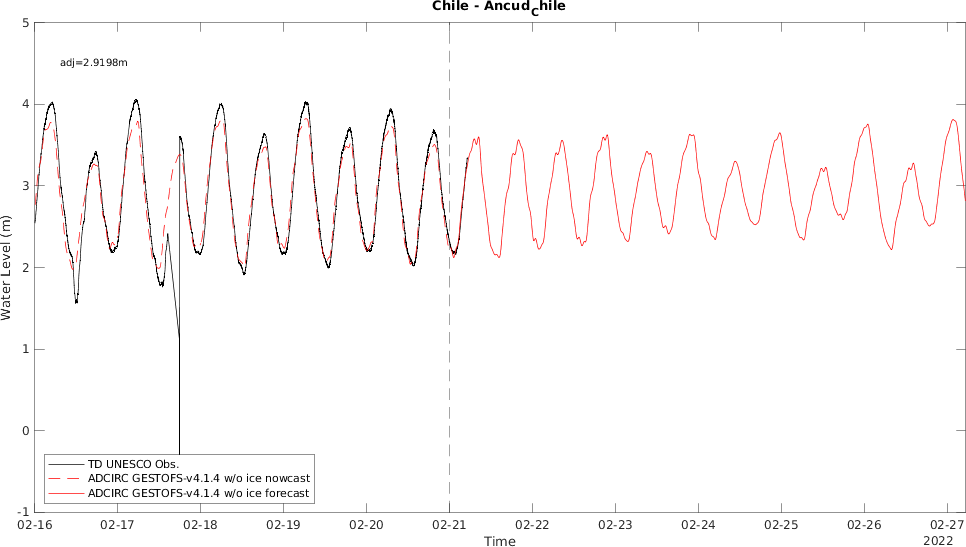 Chile - AncudChile
5
adj=2.9198m
4
3
2
1
0
-1
Water Level (m)
TD UNESCO Obs.
ADCIRC GESTOFS-v4.1.4 w/o ice nowcast
ADCIRC GESTOFS-v4.1.4 w/o ice forecast
02-16 02-17 02-18 02-19 02-20 02-21 02-22 02-23 02-24 02-25 02-26 02-27
Time
2022